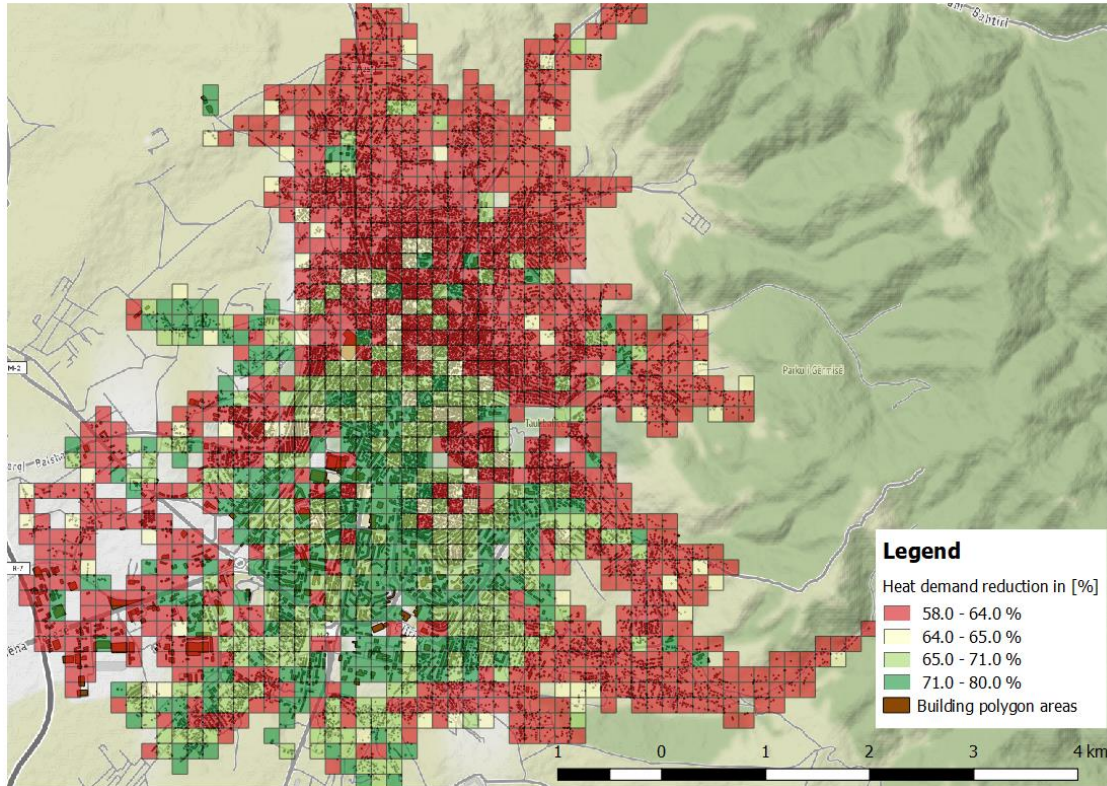 M-2
R-7
Parku i Gërmisë
Legend
Heat demand reduction in [%]
58.0 - 64.0 %
64.0 - 65.0 %
65.0 - 71.0 %
71.0 - 80.0 %
Building polygon areas
1 0 1 2 3 4 km